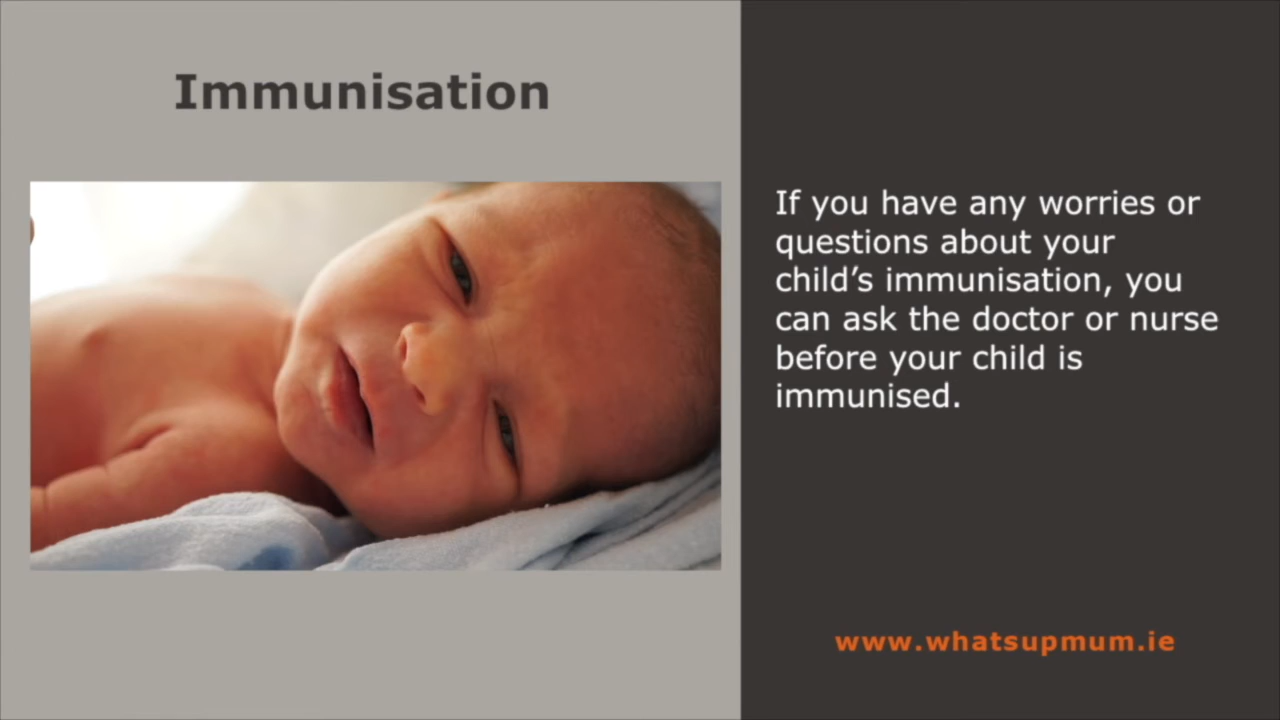 Immunisation
If you have any worries or
questions about your
child’s immunisation, you
can ask the doctor or nurse
before your child is
immunised.
www.whatsupmum.ie